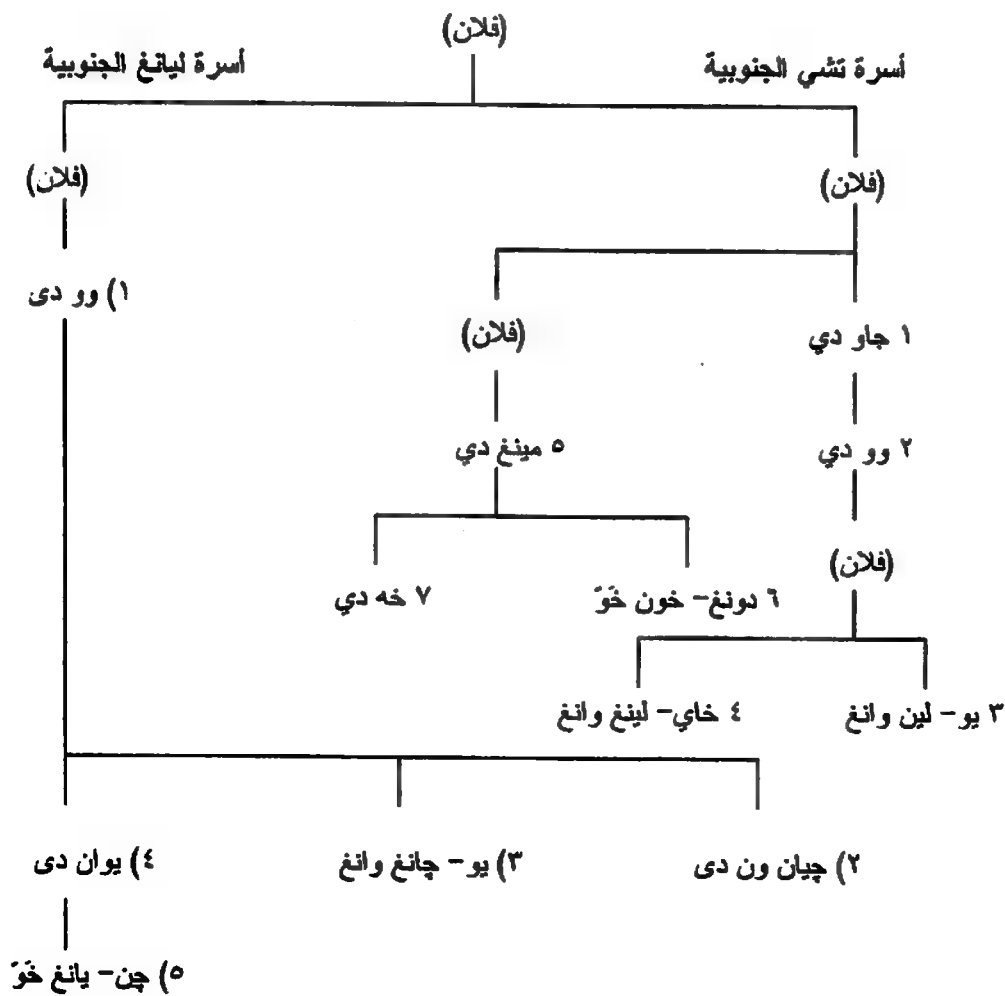 (فلان)
أسرة تشي الجنوبية
أسرة ليانغ الجنوبية
(فلان)
(فلان)
١) وو دى
(فلان)
١ جاو دي
٥ مينغ دي
٢ وو دي
(فلان)
٦ دونغ- خون خَوّ
٧ خه دي
٣ يو- لين وانغ
٤ خاي- لينغ وانغ
٢) چيان ون دى
٣) يو- چانغ وانغ
٤) يوان دى
٥) چن- يانغ خَوّ